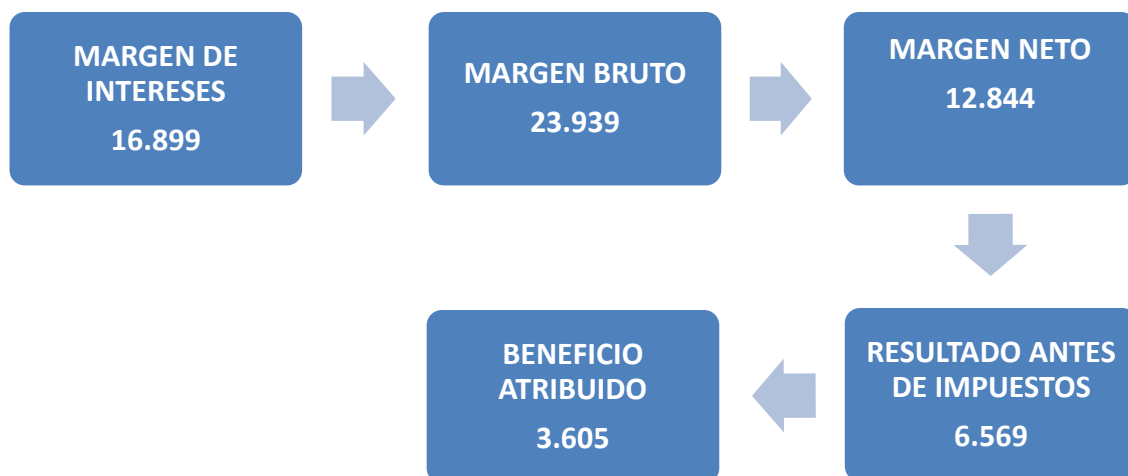 MARGEN DE
INTERESES
16.899
MARGEN BRUTO
23.939
MARGEN NETO
12.844
RESULTADO ANTES
DE IMPUESTOS
6.569
BENEFICIO
ATRIBUIDO
3.605